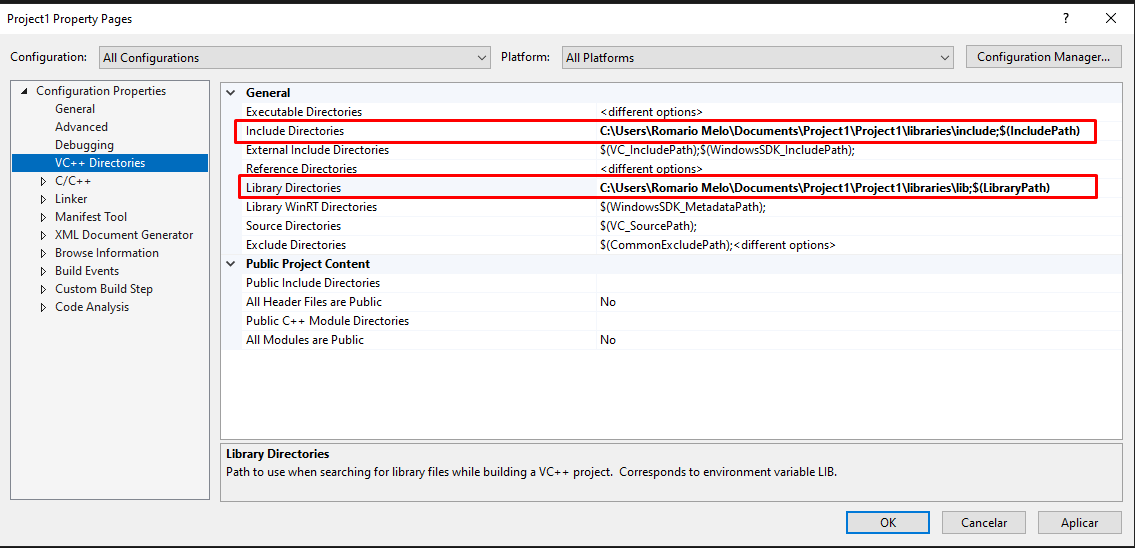 Project1 Property Pages
?
Configuration: All Configurations Platform: All Platforms Configuration Manager...
Configuration Properties
General
Advanced
Debugging
VC++ Directories
C/C++
Linker
Manifest Tool
XML Document Generator
Browse Information
Build Events
Custom Build Step
Code Analysis
General
Executable Directories <different options>
Include Directories C:\Users\Romario Melo\Documents\Project1\Project1\libraries\include;$(IncludePath)
External Include Directories $(VC_IncludePath);$(WindowsSDK_IncludePath);
Reference Directories <different options>
Library Directories C:\Users\Romario Melo\Documents\Project1\Project1\libraries\lib;$(LibraryPath)
Library WinRT Directories $(WindowsSDK_MetadataPath);
Source Directories $(VC_SourcePath);
Exclude Directories $(CommonExcludePath);<different options>
Public Project Content
Public Include Directories
All Header Files are Public No
Public C++ Module Directories
All Modules are Public No
Library Directories
Path to use when searching for library files while building a VC++ project.  Corresponds to environment variable LIB.
OK Cancelar Aplicar